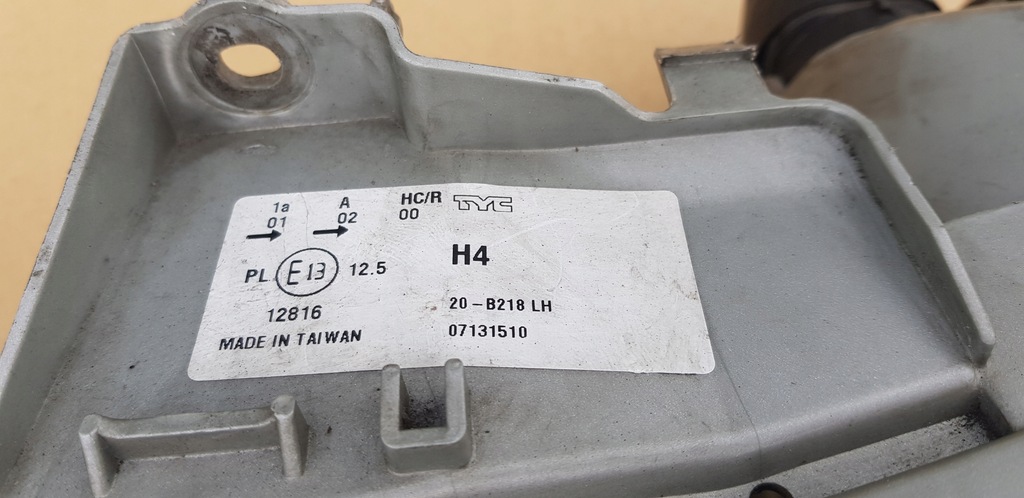 1a A HC/R TYC
01 02 00
PL E13 12.5 H4
12816 20-B218 LH
MADE IN TAIWAN 07131510